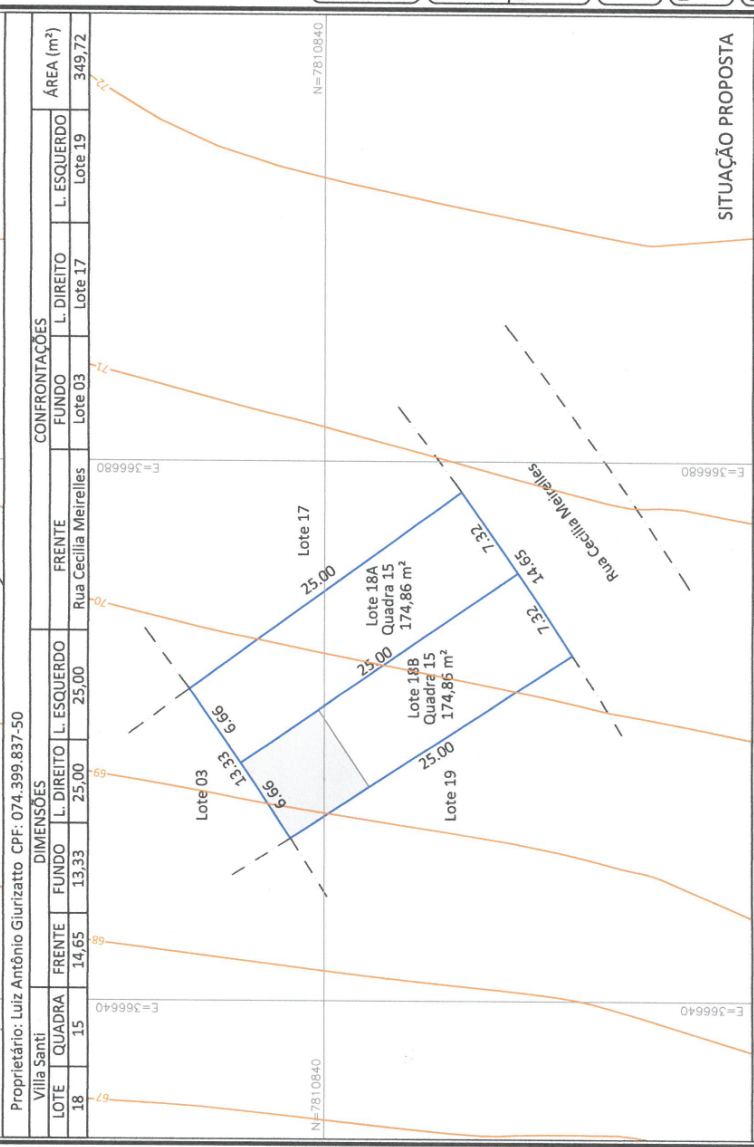 Proprietário: Luiz Antônio Giurizatto CPF: 074.399.837-50
Villa Santi DIMENSÕES CONFRONTAÇÕES ÁREA (m²)
LOTE QUADRA FRENTE FUNDO L. DIREITO L. ESQUERDO FRENTE FUNDO L. DIREITO L. ESQUERDO
18 15 14,65 13,33 25,00 25,00 Rua Cecilia Meirelles Lote 03 Lote 17 Lote 19 349,72
67
68
69
70
71
72
E=366640
E=366680
N=7810840
N=7810840
Lote 03
6.66
13.33
6.66
25.00
Lote 17
Lote 18A
Quadra 15
174,86 m²
25.00
Lote 18B
Quadra 15
174,86 m²
25.00
Lote 19
7.32
14.65
7.32
Rua Cecilia Meirelles
E=366640
E=366680
SITUAÇÃO PROPOSTA